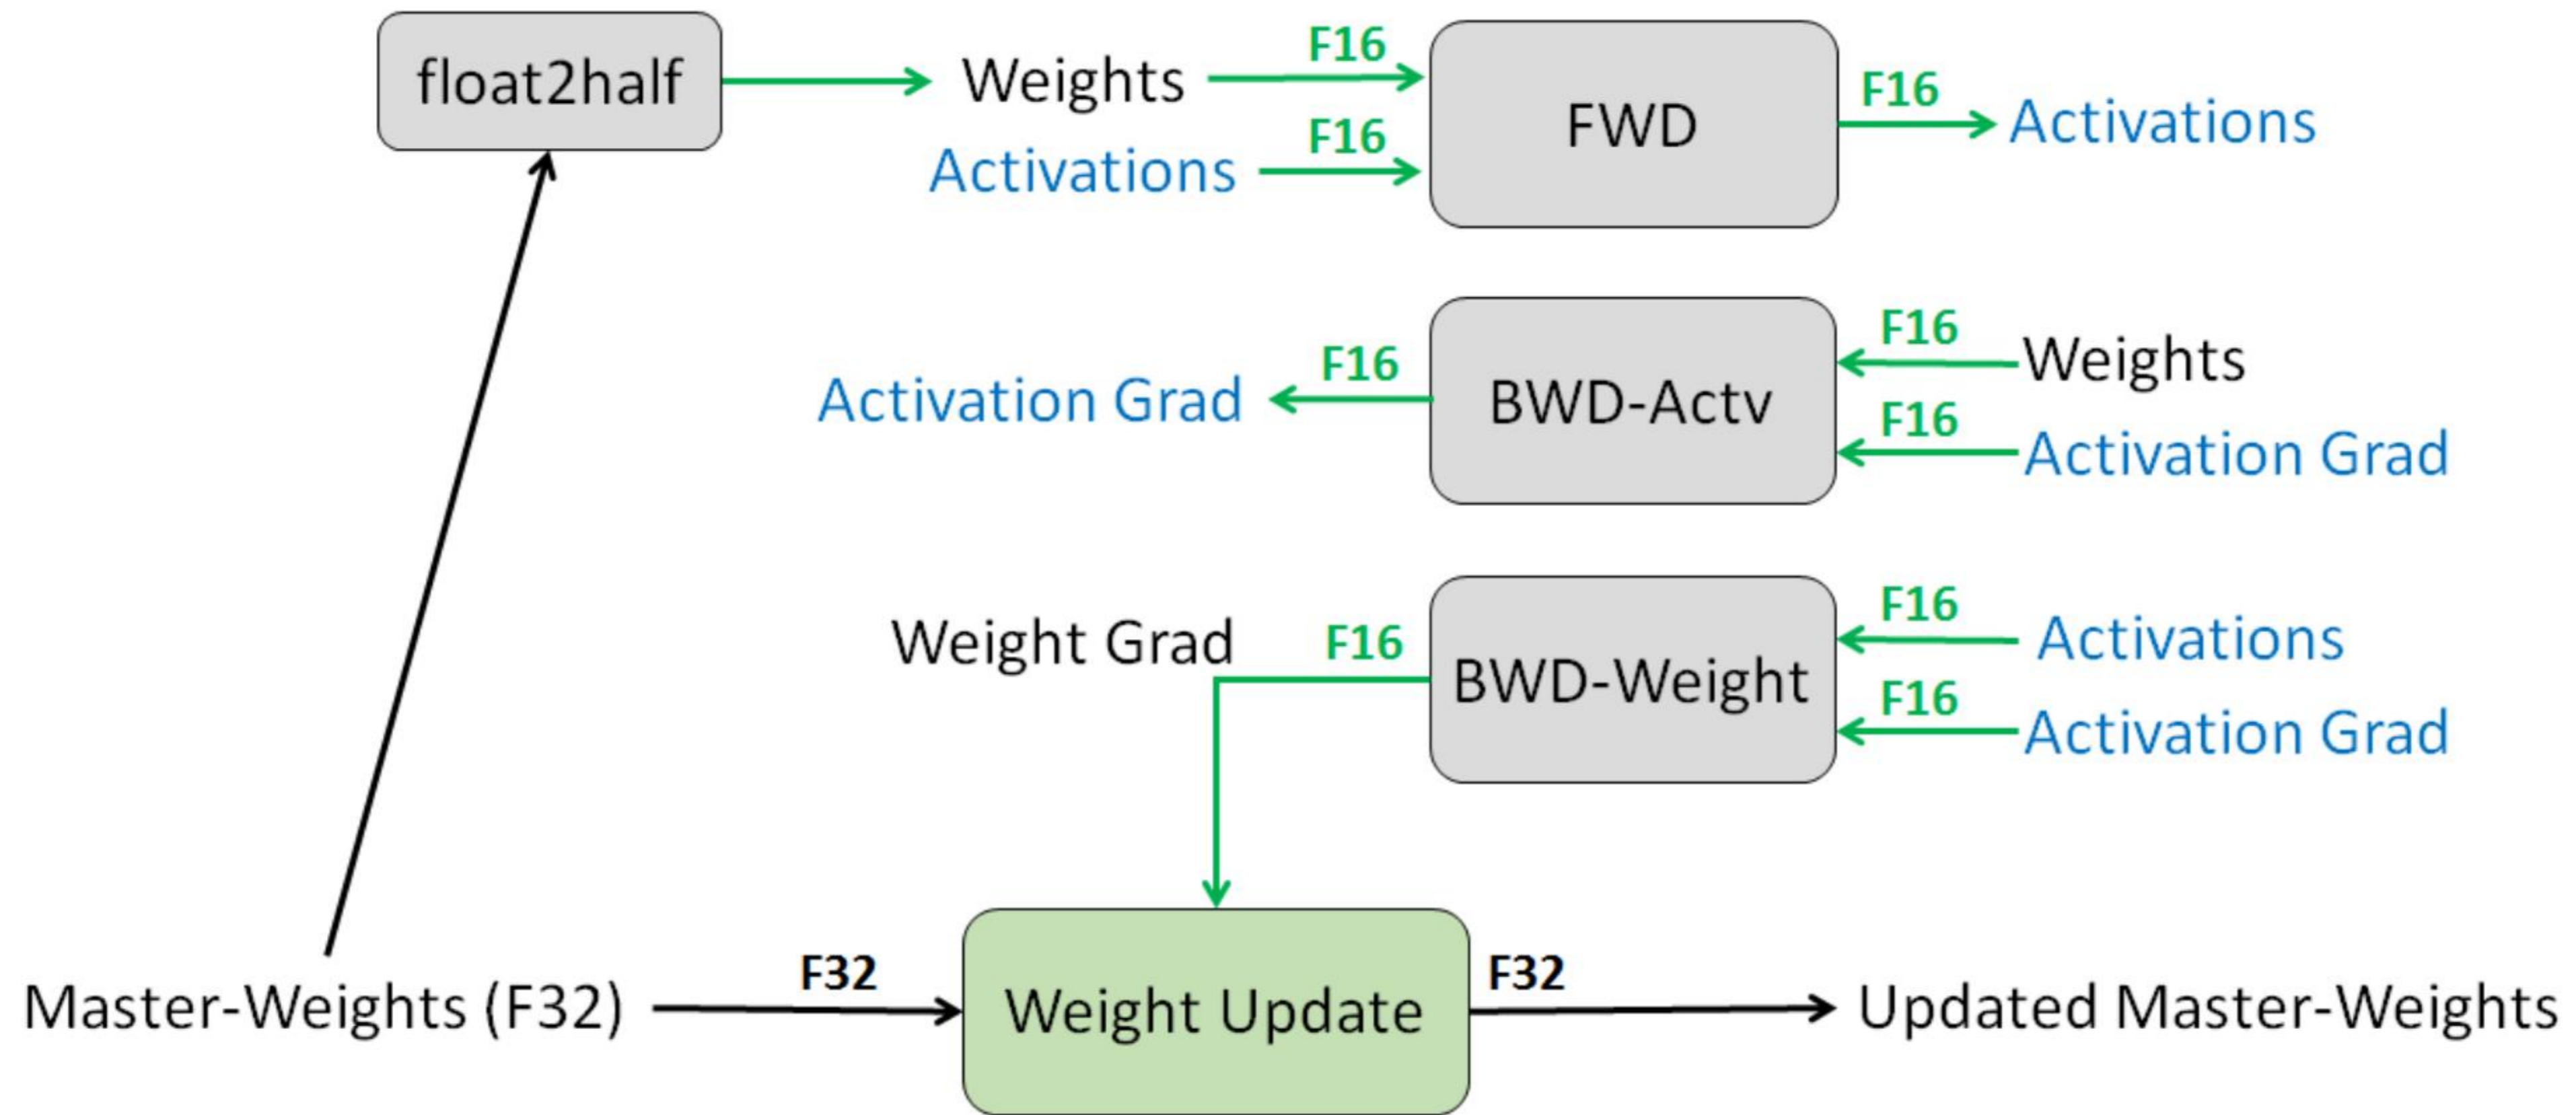 float2half
Weights
F16
Activations
F16
FWD
F16
Activations
Activation Grad
F16
BWD-Actv
F16
Weights
F16
Activation Grad
Weight Grad
F16
BWD-Weight
F16
Activations
F16
Activation Grad
Master-Weights (F32)
F32
Weight Update
F32
Updated Master-Weights